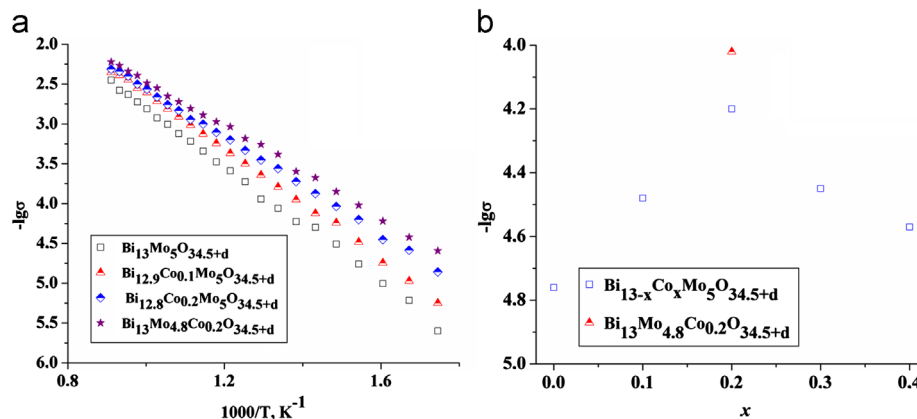 a
2.0
2.5
3.0
3.5
4.0
4.5
5.0
5.5
6.0
-lgσ
Bi13Mo5O34.5+d
Bi12.9Co0.1Mo5O34.5+d
Bi12.8Co0.2Mo5O34.5+d
Bi13Mo4.8Co0.2O34.5+d
0.8
1.2
1.6
1000/T, K-1
b
4.0
4.2
4.4
4.6
4.8
5.0
-lgσ
Bi13-xCoxMo5O34.5+d
Bi13Mo4.8Co0.2O34.5+d
0.0
0.1
0.2
0.3
0.4
x